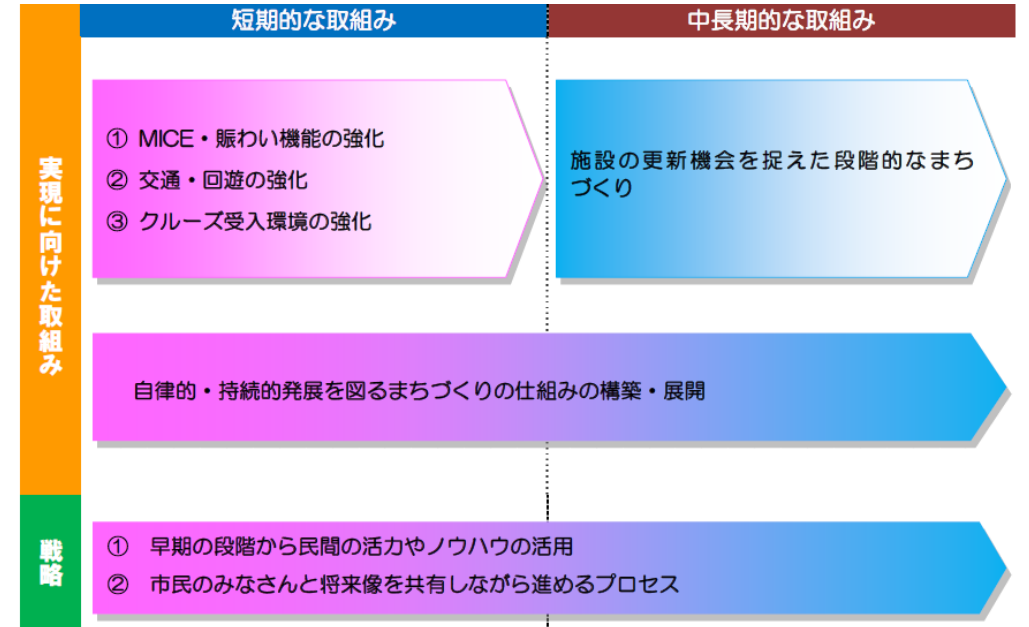 短期的な取組み
中長期的な取組み
実現に向けた取組み
① MICE・賑わい機能の強化
② 交通・回遊の強化
③ クルーズ受入環境の強化
施設の更新機会を捉えた段階的なまち
づくり
自律的・持続的発展を図るまちづくりの仕組みの構築・展開
戦略
① 早期の段階から民間の活力やノウハウの活用
② 市民のみなさんと将来像を共有しながら進めるプロセス